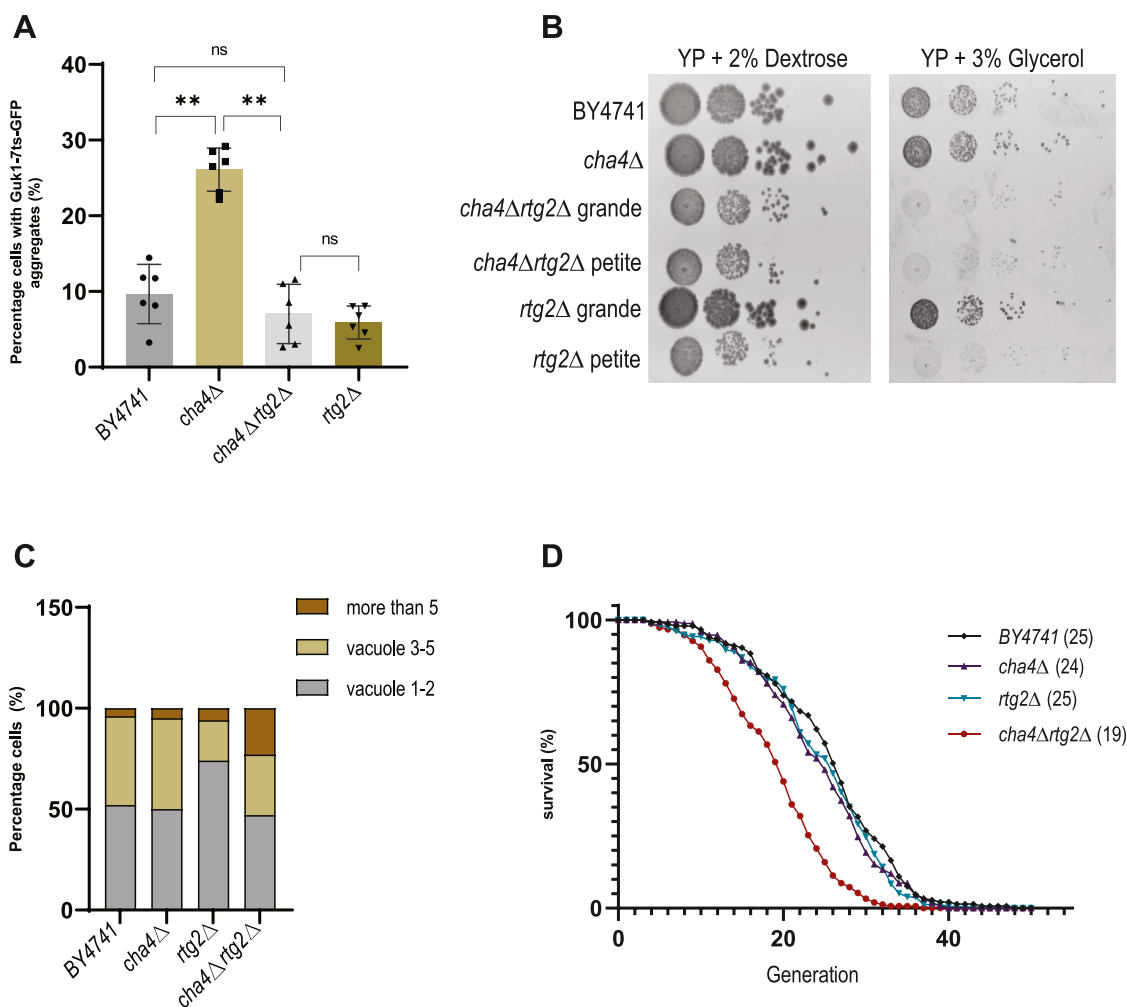 A
ns
**
**
ns
Percentage cells with Guk1-7ts-GFP
aggregates (%)
40
30
20
10
0
BY4741
cha4Δ
cha4Δrtg2Δ
rtg2Δ
B
YP + 2% Dextrose
YP + 3% Glycerol
BY4741
cha4Δ
cha4Δrtg2Δ grande
cha4Δrtg2Δ petite
rtg2Δ grande
rtg2Δ petite
C
Percentage cells (%)
150
100
50
0
BY4741
cha4Δ
rtg2Δ
cha4Δrtg2Δ
more than 5
vacuole 3-5
vacuole 1-2
D
survival (%)
100
50
0
0
20
40
Generation
BY4741 (25)
cha4Δ (24)
rtg2Δ (25)
cha4Δrtg2Δ (19)